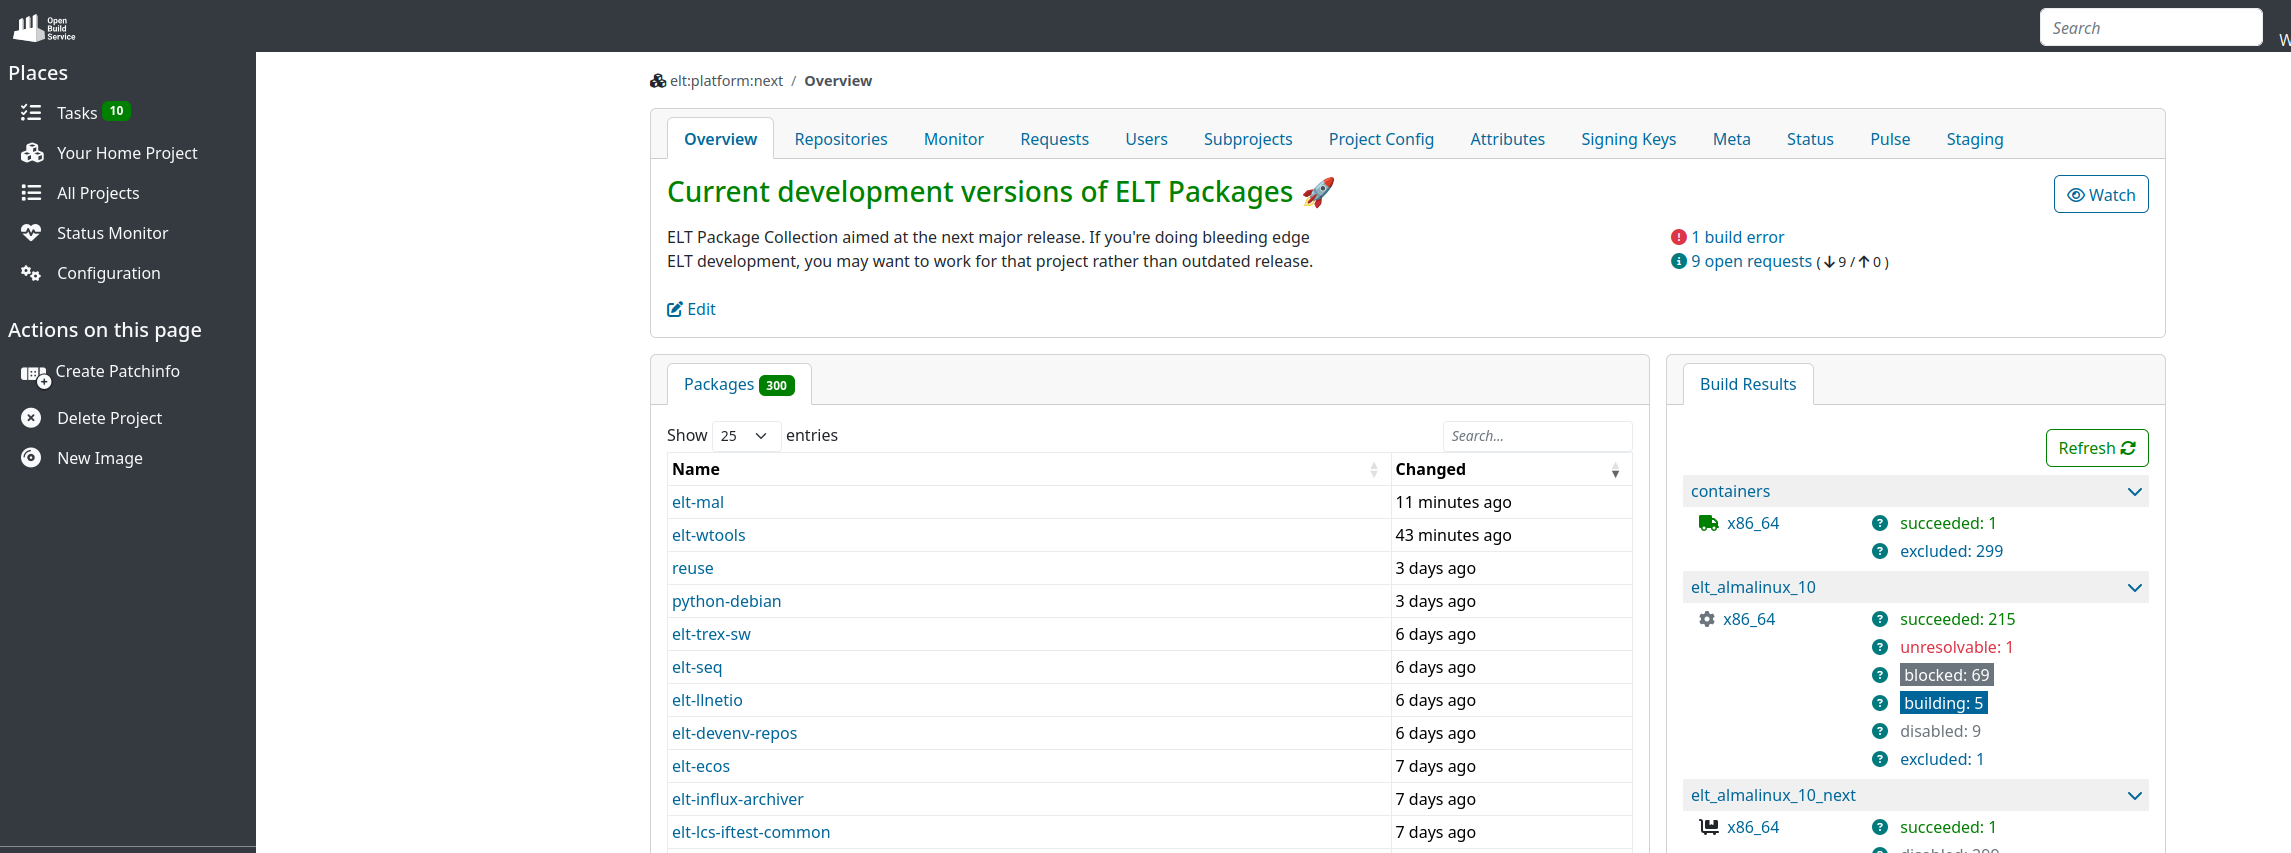 Open
Build
Service
Search
Places
Tasks 10
Your Home Project
All Projects
Status Monitor
Configuration
Actions on this page
Create Patchinfo
Delete Project
New Image
elt:platform:next / Overview
Overview Repositories Monitor Requests Users Subprojects Project Config Attributes Signing Keys Meta Status Pulse Staging
Current development versions of ELT Packages 🚀
Watch
ELT Package Collection aimed at the next major release. If you're doing bleeding edge
ELT development, you may want to work for that project rather than outdated release.
1 build error
9 open requests (↓9 / ↑0 )
Edit
Packages 300
Show 25 entries
Search...
Name Changed
elt-mal 11 minutes ago
elt-wtools 43 minutes ago
reuse 3 days ago
python-debian 3 days ago
elt-trex-sw 6 days ago
elt-seq 6 days ago
elt-llnetio 6 days ago
elt-devenv-repos 6 days ago
elt-ecos 7 days ago
elt-influx-archiver 7 days ago
elt-lcs-iftest-common 7 days ago
Build Results
Refresh
containers
x86_64 succeeded: 1
excluded: 299
elt_almalinux_10
x86_64 succeeded: 215
unresolvable: 1
blocked: 69
building: 5
disabled: 9
excluded: 1
elt_almalinux_10_next
x86_64 succeeded: 1